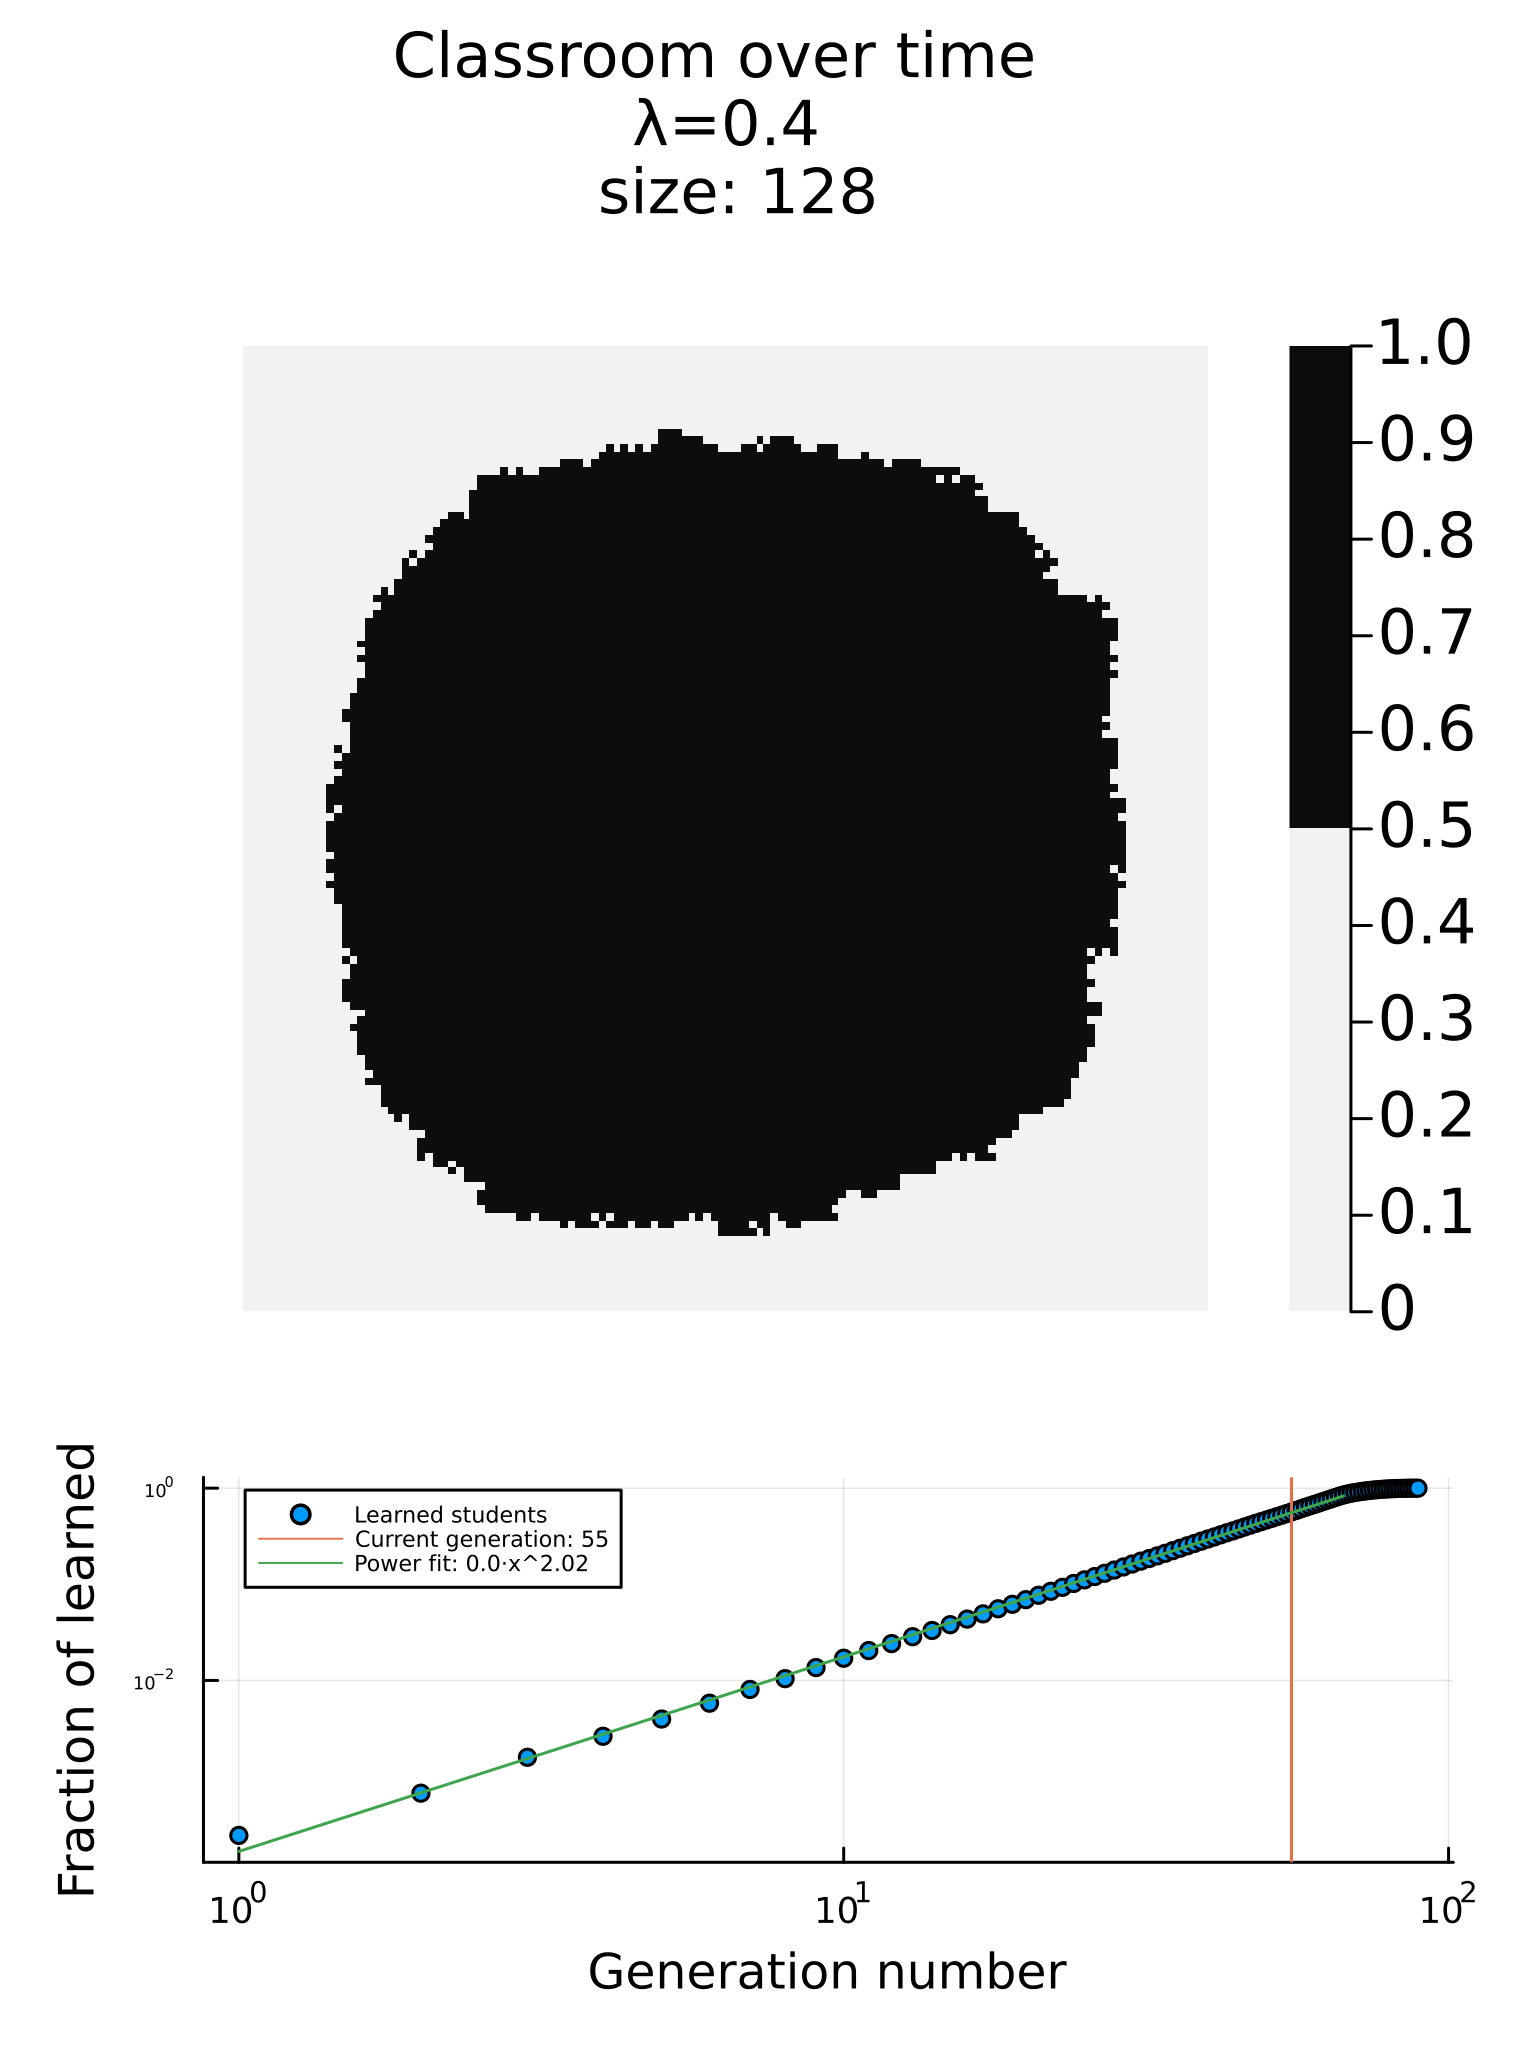 Classroom over time
λ=0.4
size: 128
1.0
0.9
0.8
0.7
0.6
0.5
0.4
0.3
0.2
0.1
0
Fraction of learned
10⁰
10⁻²
Learned students
Current generation: 55
Power fit: 0.0·x^2.02
10⁰ 10¹ 10²
Generation number